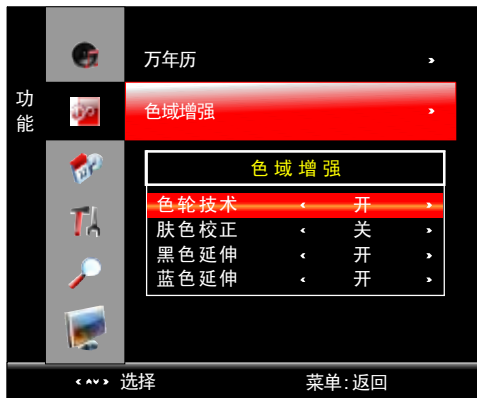 功能
万年历
色域增强
色域增强
色轮技术 开
肤色校正 关
黑色延伸 开
蓝色延伸 开
选择 菜单:返回